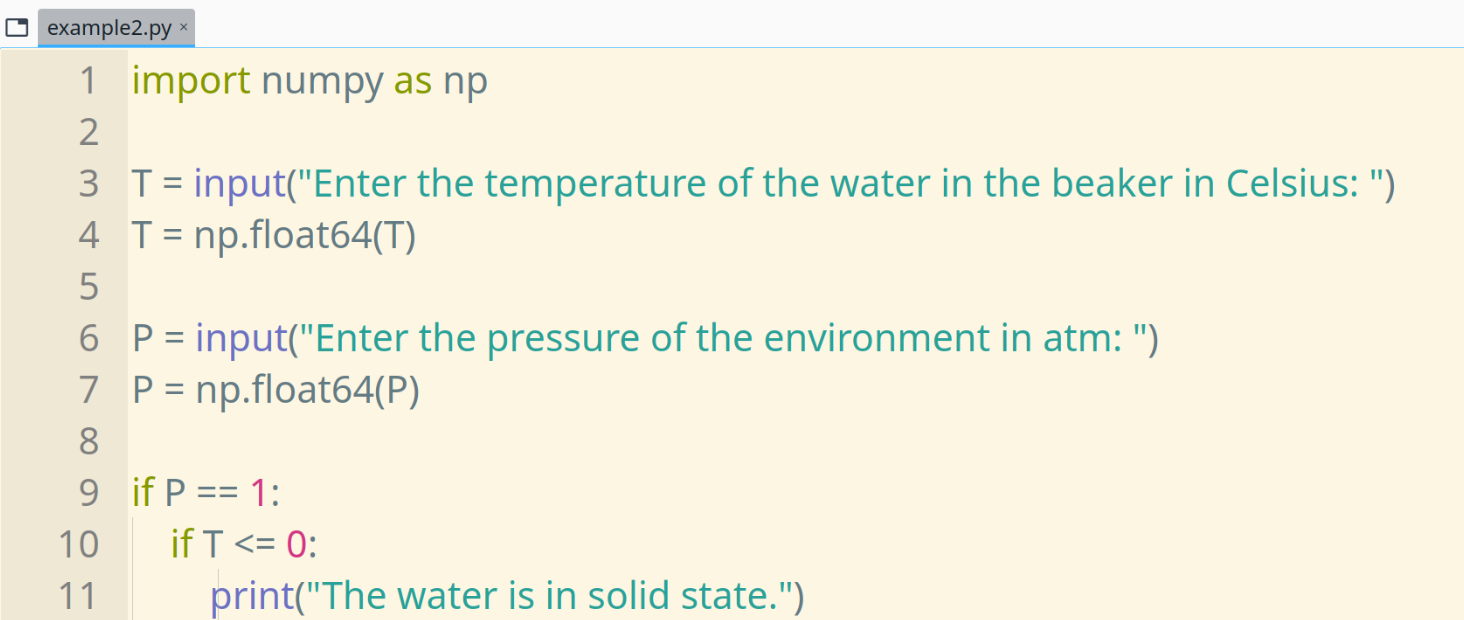 example2.py ×
1 import numpy as np
2
3 T = input("Enter the temperature of the water in the beaker in Celsius: ")
4 T = np.float64(T)
5
6 P = input("Enter the pressure of the environment in atm: ")
7 P = np.float64(P)
8
9 if P == 1:
10 if T <= 0:
11 print("The water is in solid state.")